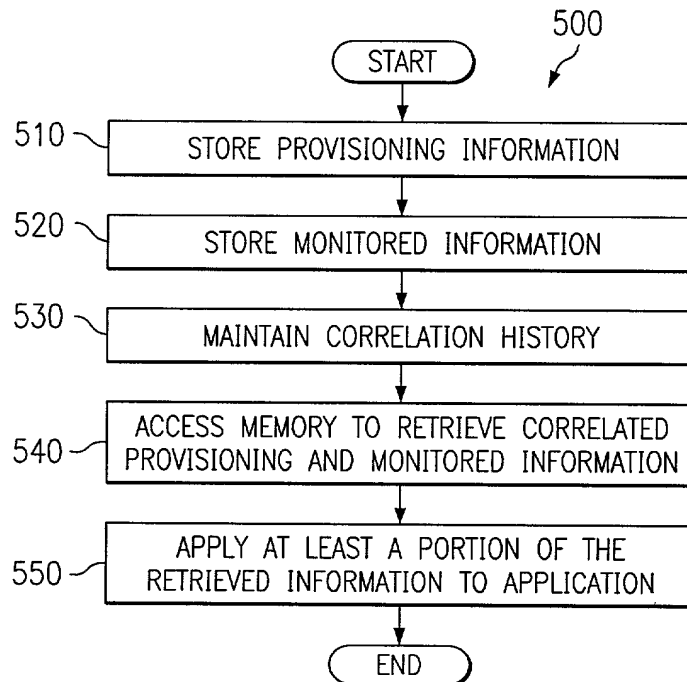 500
START
510
STORE PROVISIONING INFORMATION
520
STORE MONITORED INFORMATION
530
MAINTAIN CORRELATION HISTORY
540
ACCESS MEMORY TO RETRIEVE CORRELATED
PROVISIONING AND MONITORED INFORMATION
550
APPLY AT LEAST A PORTION OF THE
RETRIEVED INFORMATION TO APPLICATION
END